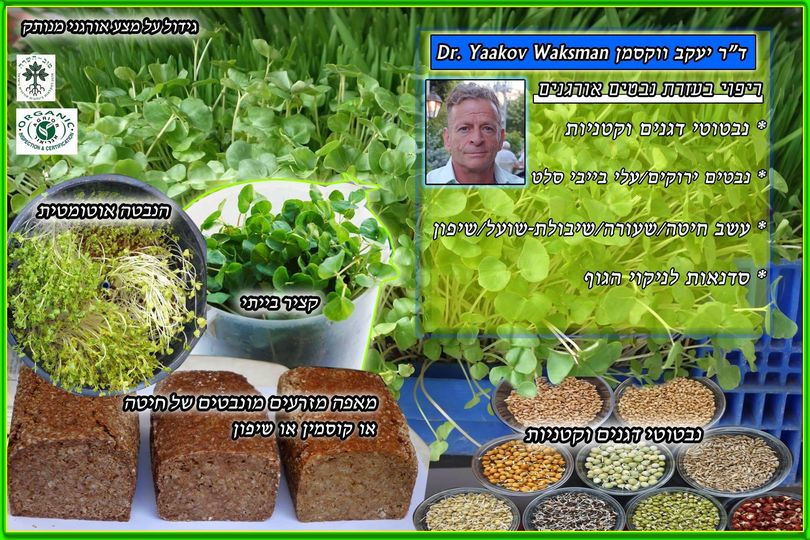 גידול על מצע אורגני מנותק
ORGANIC
INSPECTION & CERTIFICATION
ד"ר יעקב ווקסמן Dr. Yaakov Waksman
ריפוי בעזרת נבטים אורגנים
* נבטוטי דגנים וקטניות
* נבטים ירוקים/עלי בייבי סלט
* עשב חיטה/שעורה/שיבולת-שועל/שיפון
* סדנאות לניקוי הגוף
הנבטה אוטומטית
קציר בייתי
מאפה מזרעים מונבטים של חיטה
או קוסמין או שיפון
נבטוטי דגנים וקטניות